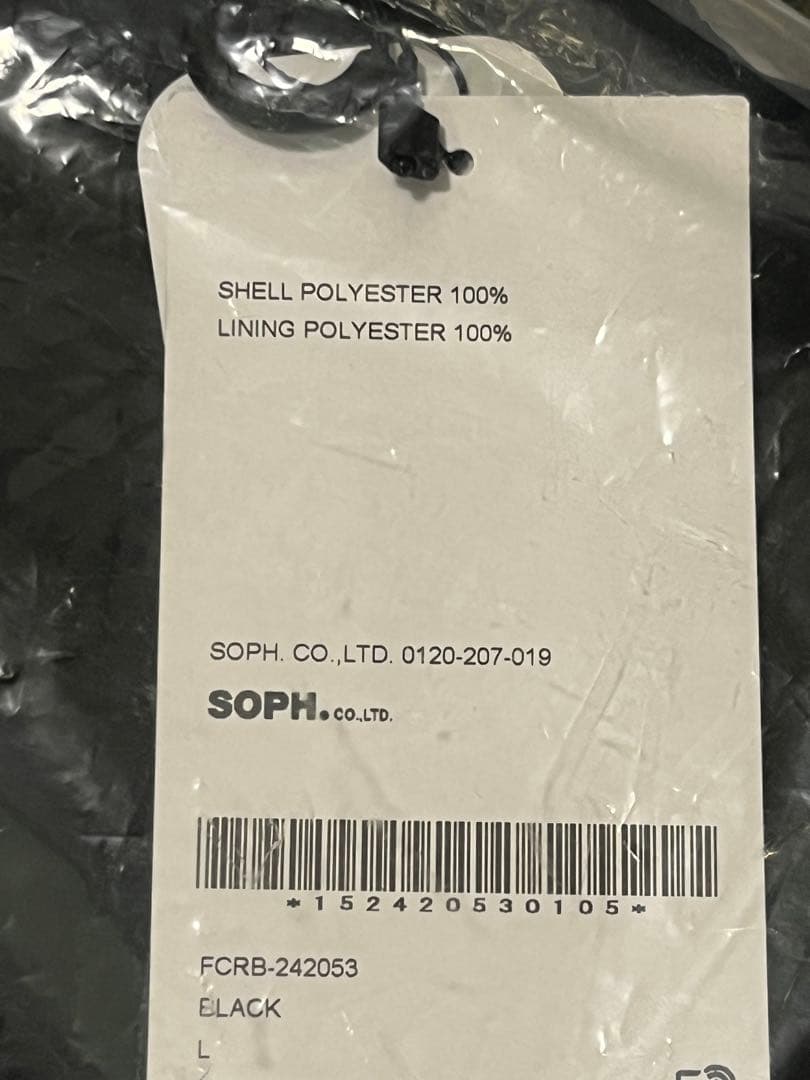 SHELL POLYESTER 100%
LINING POLYESTER 100%
SOPH. CO.,LTD. 0120-207-019
SOPH.CO.,LTD.
*152420530105*
FCRB-242053
BLACK
L